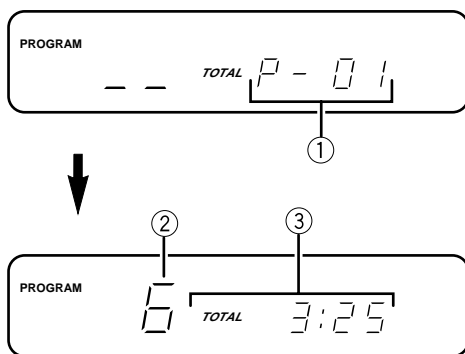 PROGRAM
_ _ TOTAL P - 01
①
② ③
PROGRAM
6 TOTAL 3:25